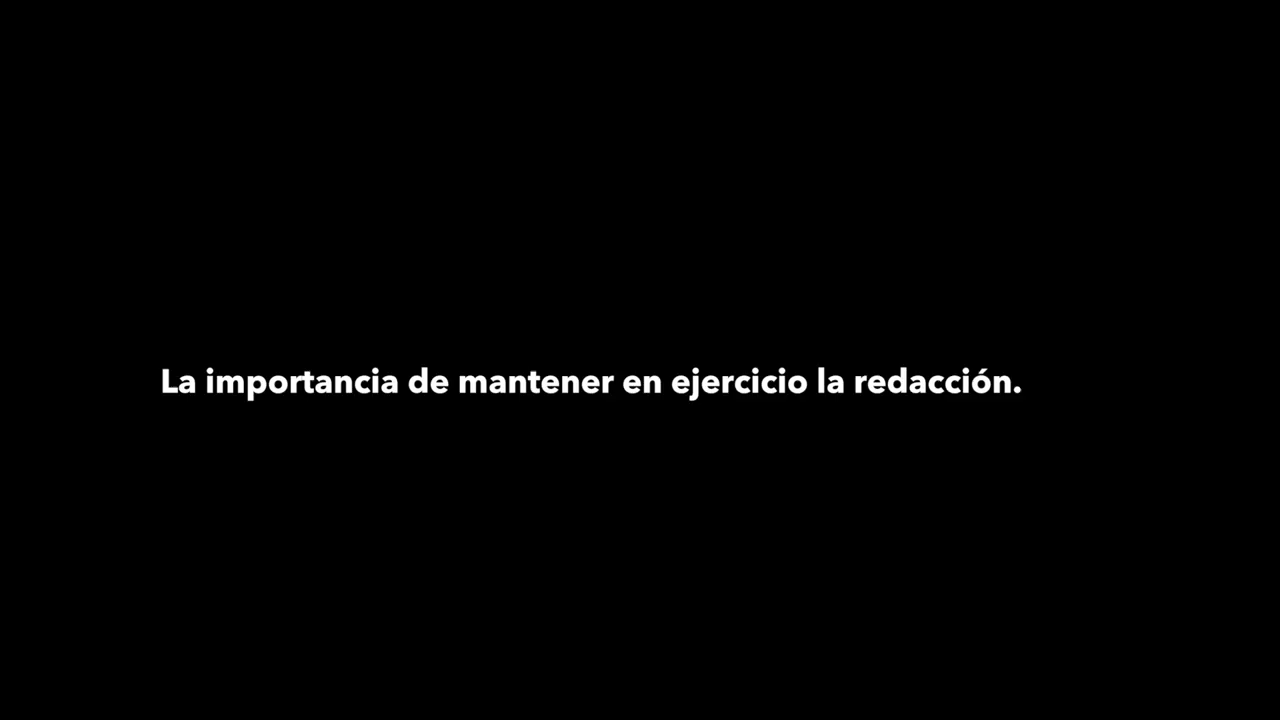 La importancia de mantener en ejercicio la redacción.